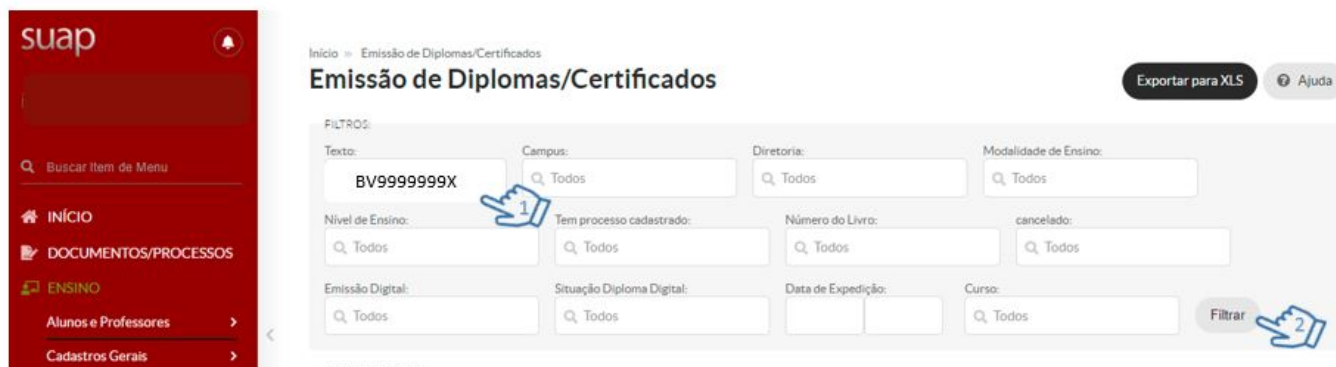 suap
Início » Emissão de Diplomas/Certificados
Emissão de Diplomas/Certificados
Exportar para XLS
Ajuda
FILTROS:
Texto: Campus: Diretoria: Modalidade de Ensino:
BV9999999X Todos Todos Todos
1
Buscar Item de Menu
Nível de Ensino: Tem processo cadastrado: Número do Livro: cancelado:
Todos Todos Todos Todos
INÍCIO
DOCUMENTOS/PROCESSOS
ENSINO
Alunos e Professores
Cadastros Gerais
Emissão Digital: Situação Diploma Digital: Data de Expedição: Curso:
Todos Todos Todos
Filtrar
2